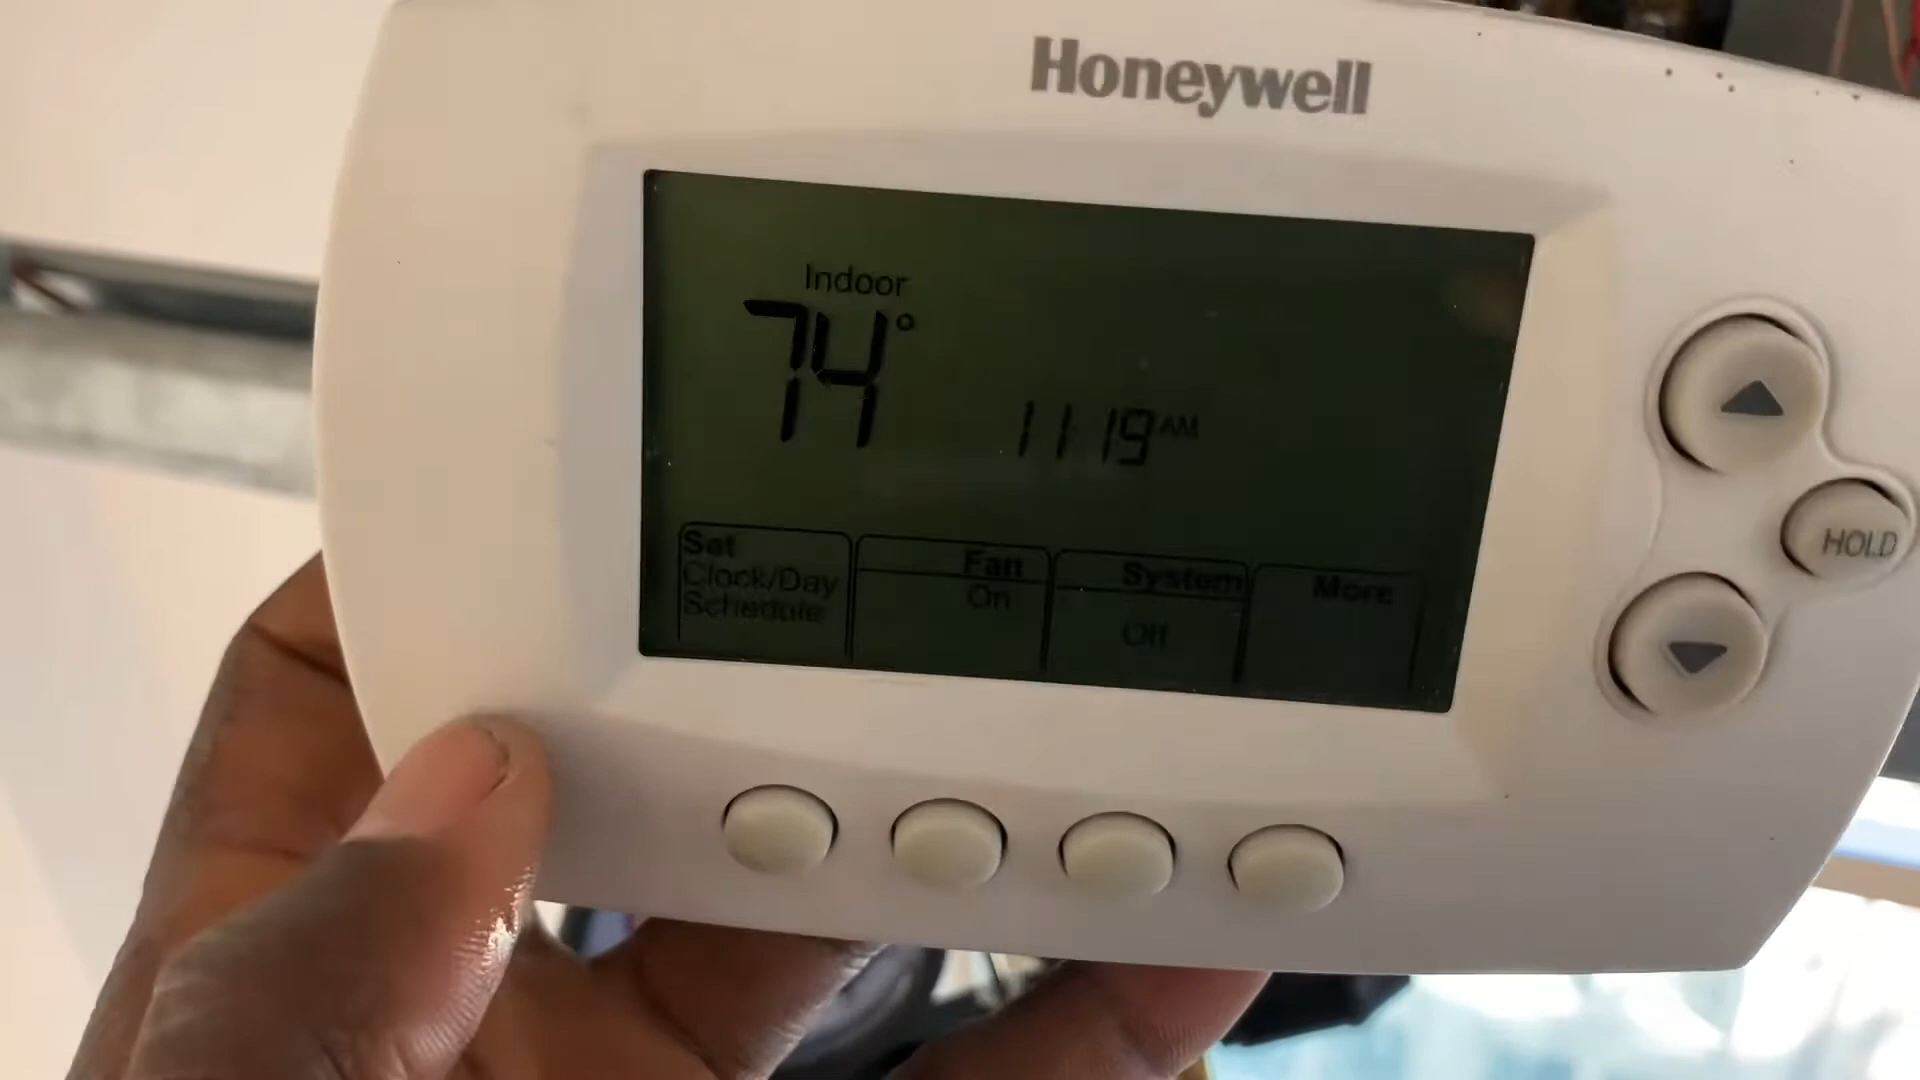 Honeywell
Indoor
74°
11:19 AM
Set
Clock/Day
Schedule
Fan
On
System
Off
More
HOLD